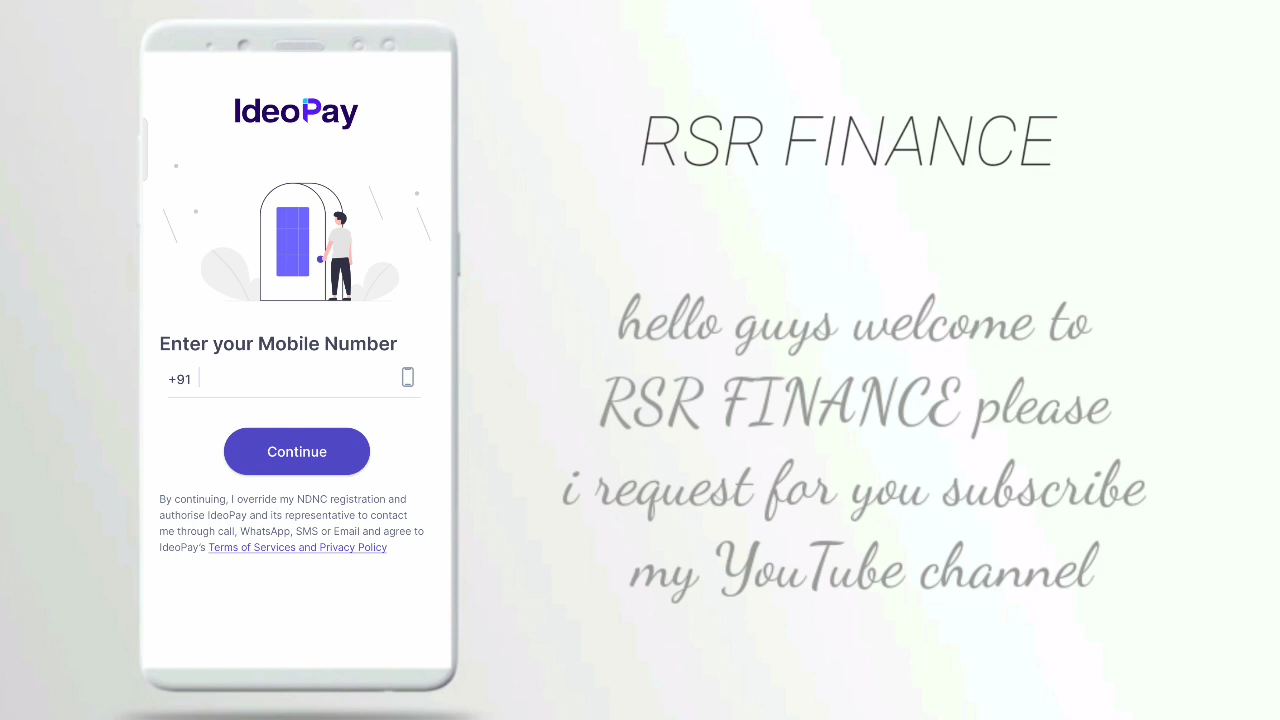 IdeoPay
Enter your Mobile Number
+91
Continue
By continuing, I override my NDNC registration and
authorise IdeoPay and its representative to contact
me through call, WhatsApp, SMS or Email and agree to
IdeoPay's Terms of Services and Privacy Policy
RSR FINANCE
hello guys welcome to
RSR FINANCE please
i request for you subscribe
my YouTube channel